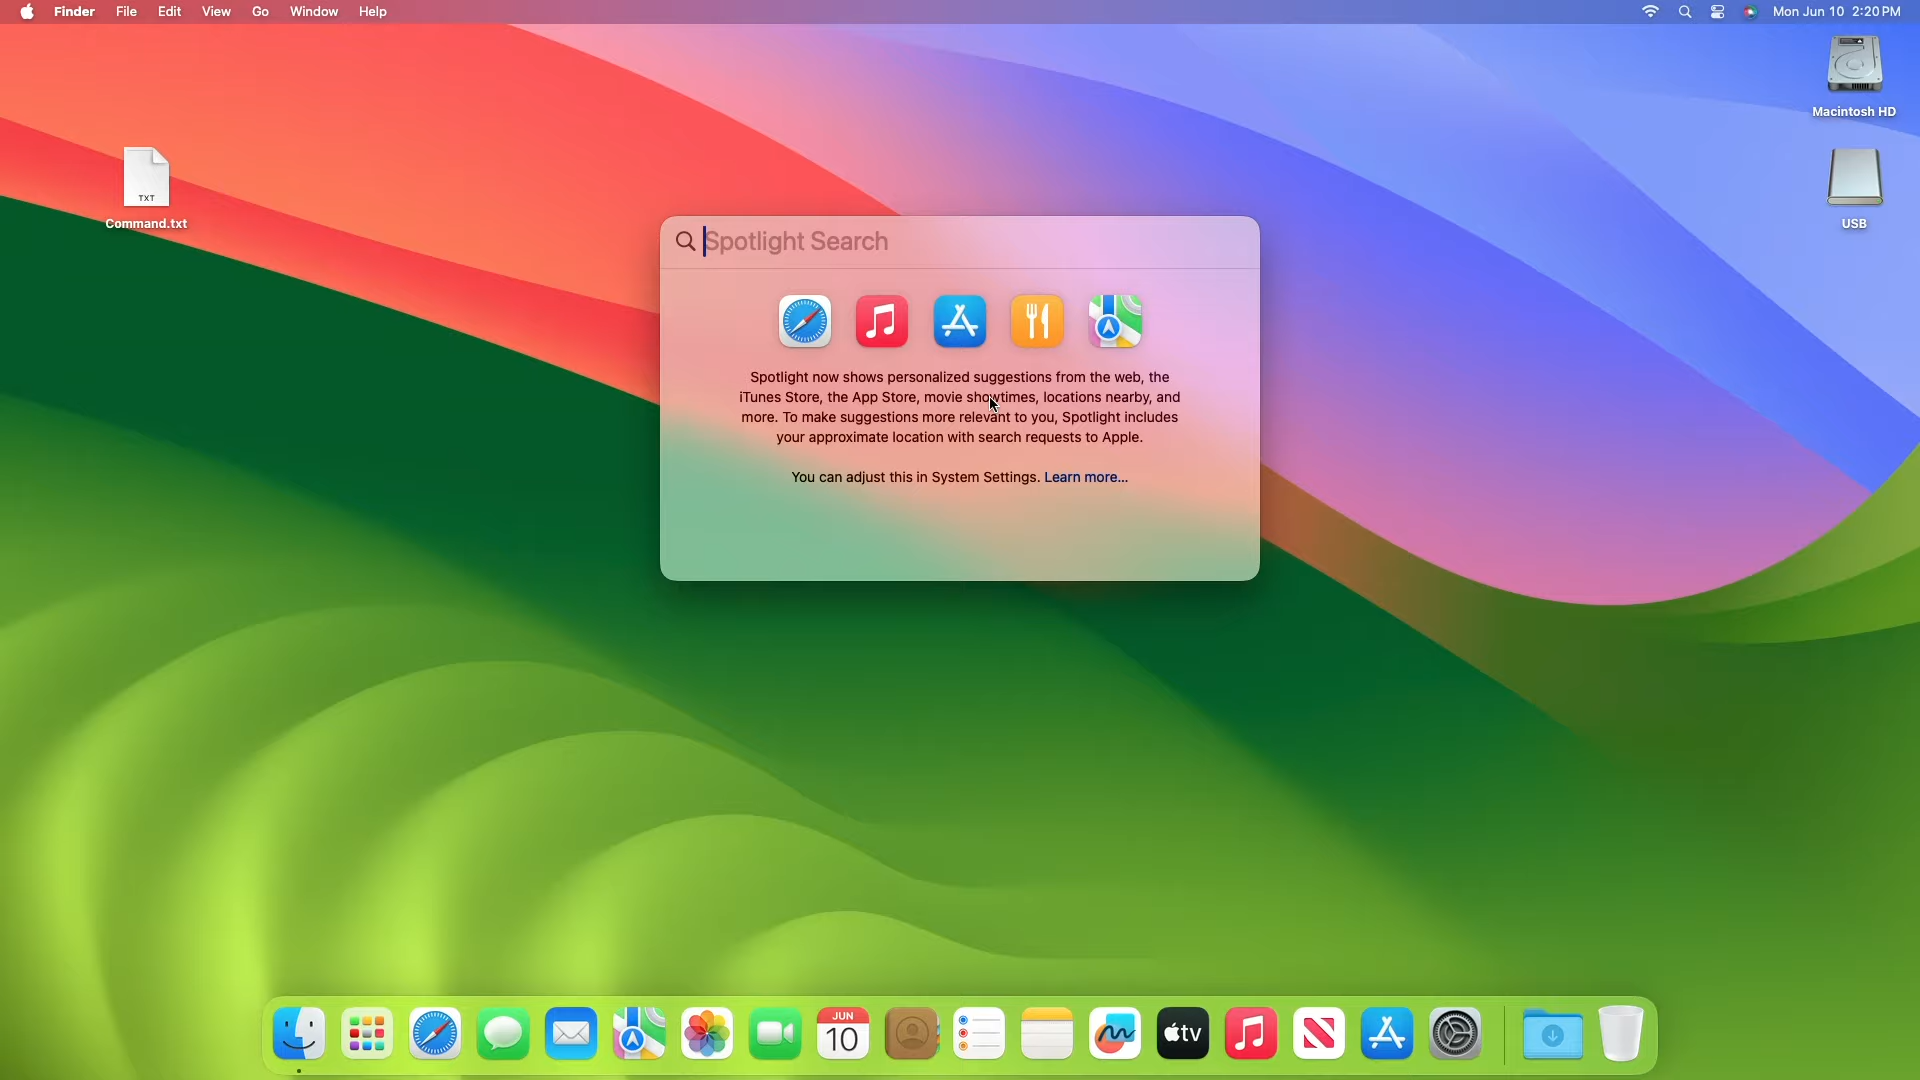 Finder File Edit View Go Window Help Mon Jun 10 2:20 PM
Macintosh HD
TXT
Command.txt
USB
Spotlight Search
Spotlight now shows personalized suggestions from the web, the
iTunes Store, the App Store, movie showtimes, locations nearby, and
more. To make suggestions more relevant to you, Spotlight includes
your approximate location with search requests to Apple.
You can adjust this in System Settings. Learn more...
JUN
10
tv